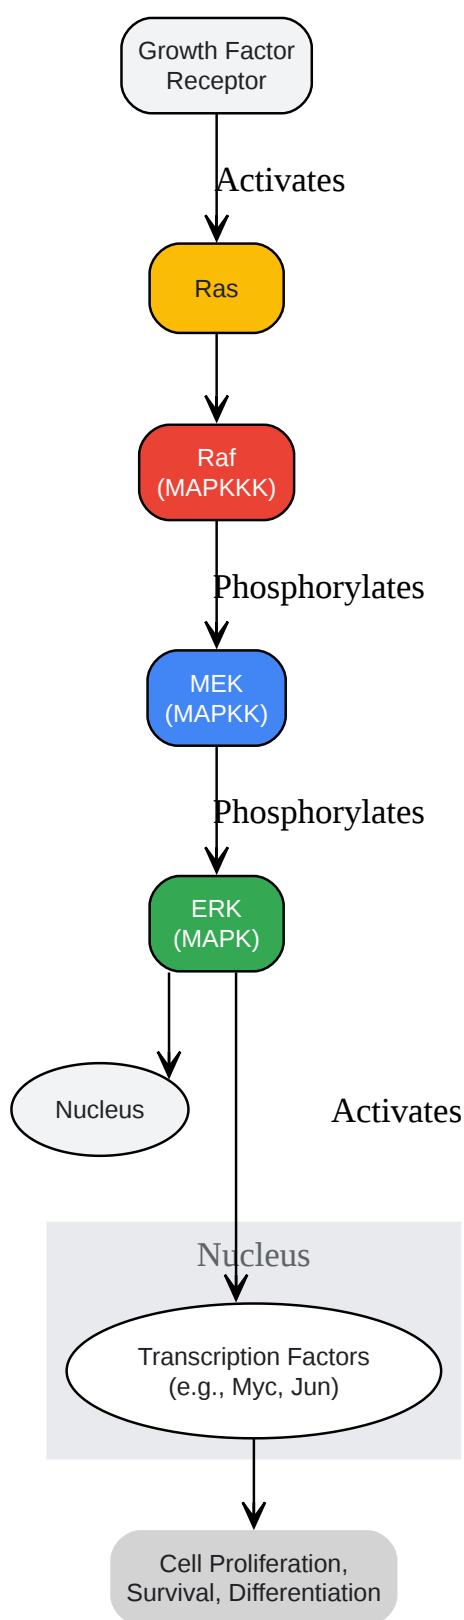 Growth Factor
Receptor
Activates
Ras
Raf
(MAPKKK)
Phosphorylates
MEK
(MAPKK)
Phosphorylates
ERK
(MAPK)
Nucleus
Activates
Nucleus
Transcription Factors
(e.g., Myc, Jun)
Cell Proliferation,
Survival, Differentiation